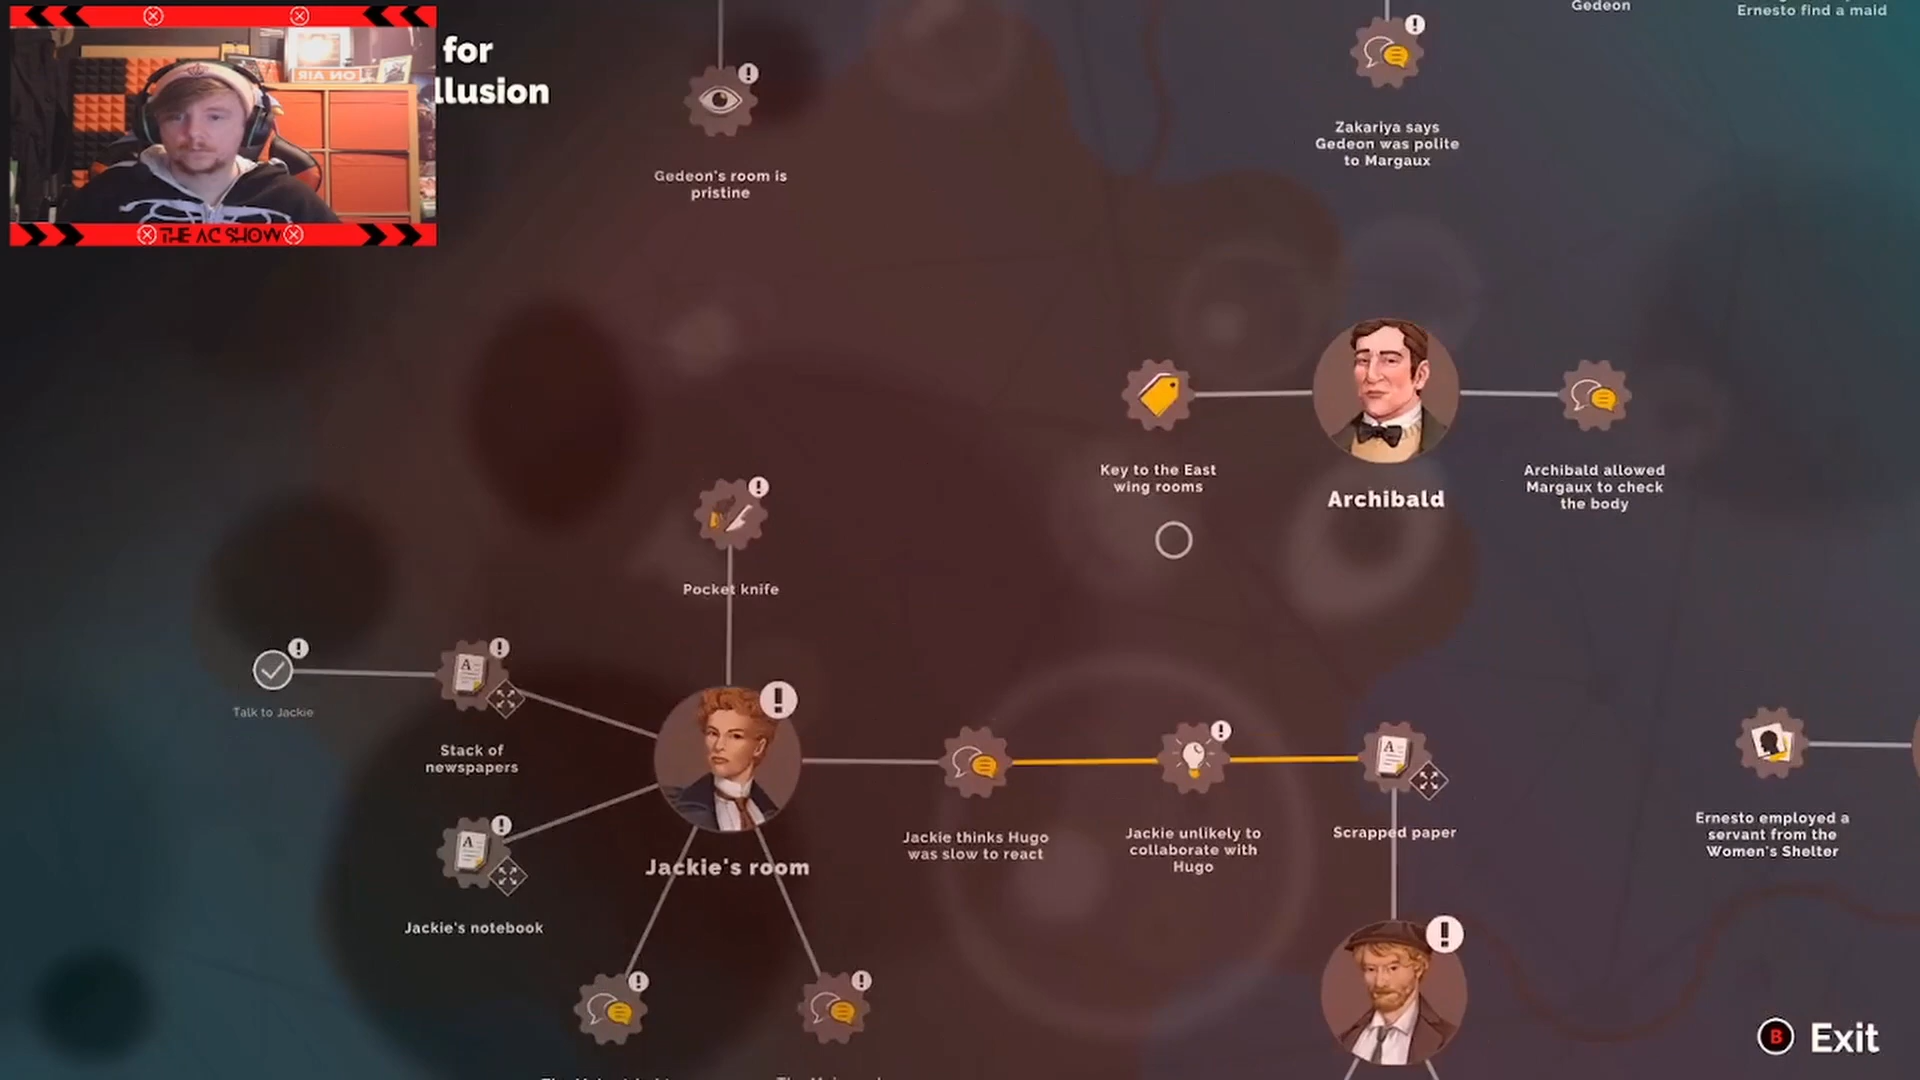 for
llusion
ON AIR
THE AC SHOW
Gedeon
Ernesto find a maid
Zakariya says
Gedeon was polite
to Margaux
Gedeon's room is
pristine
Key to the East
wing rooms
Archibald
Archibald allowed
Margaux to check
the body
Pocket knife
Talk to Jackie
Stack of
newspapers
Jackie's room
Jackie's notebook
Jackie thinks Hugo
was slow to react
Jackie unlikely to
collaborate with
Hugo
Scrapped paper
Ernesto employed a
servant from the
Women's Shelter
B Exit